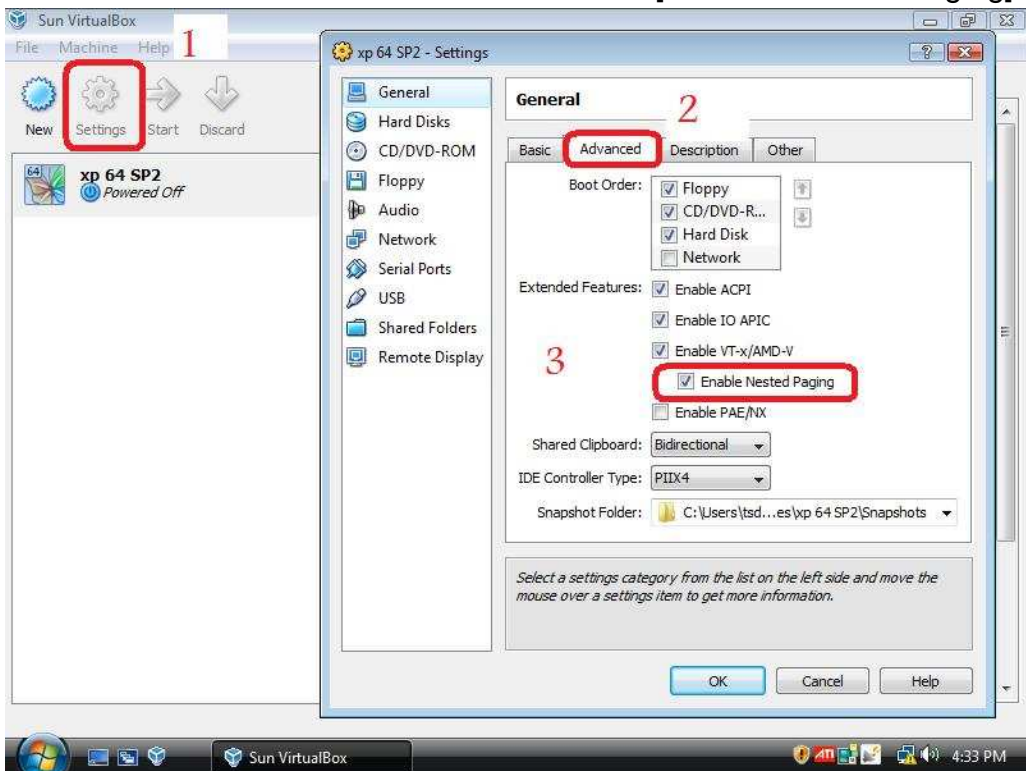 Sun VirtualBox
File Machine Help
1
New Settings Start Discard
64
xp 64 SP2
Powered Off
xp 64 SP2 - Settings
General
Hard Disks
CD/DVD-ROM
Floppy
Audio
Network
Serial Ports
USB
Shared Folders
Remote Display
General
2
Basic Advanced Description Other
Boot Order:
Floppy
CD/DVD-R...
Hard Disk
Network
Extended Features:
Enable ACPI
Enable IO APIC
Enable VT-x/AMD-V
3
Enable Nested Paging
Enable PAE/NX
Shared Clipboard: Bidirectional
IDE Controller Type: PIIX4
Snapshot Folder: C:\Users\tsd...es\xp 64 SP2\Snapshots
Select a settings category from the list on the left side and move the
mouse over a settings item to get more information.
OK Cancel Help
Sun VirtualBox
ATI
4:33 PM